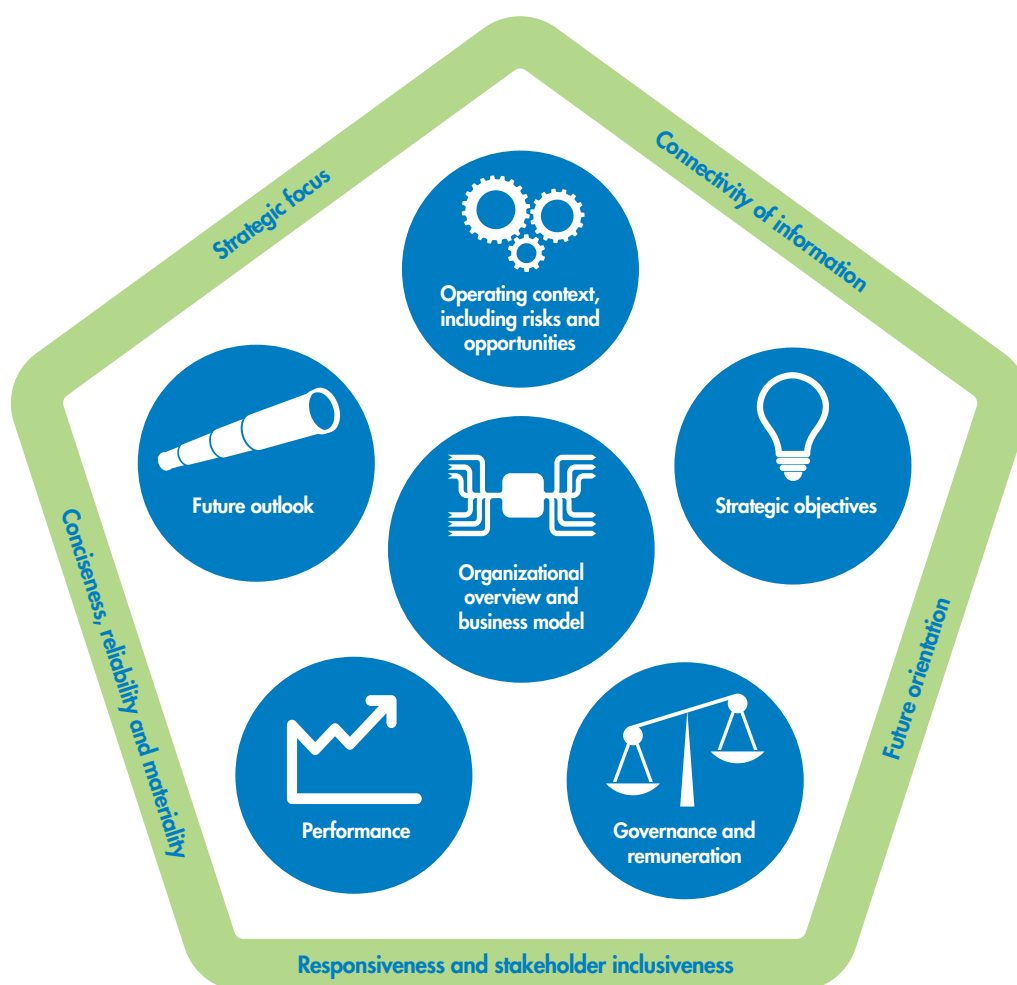 Strategic focus
Connectivity of information
Operating context,
including risks and
opportunities
Future outlook
Strategic objectives
Organizational
overview and
business model
Conciseness, reliability and materiality
Future orientation
Performance
Governance and
remuneration
Responsiveness and stakeholder inclusiveness